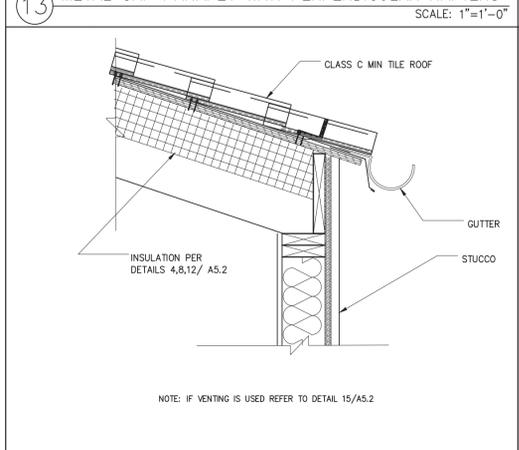 13
SCALE: 1"=1'-0"
CLASS C MIN TILE ROOF
GUTTER
STUCCO
INSULATION PER
DETAILS 4,8,12/ A5.2
NOTE: IF VENTING IS USED REFER TO DETAIL 15/A5.2